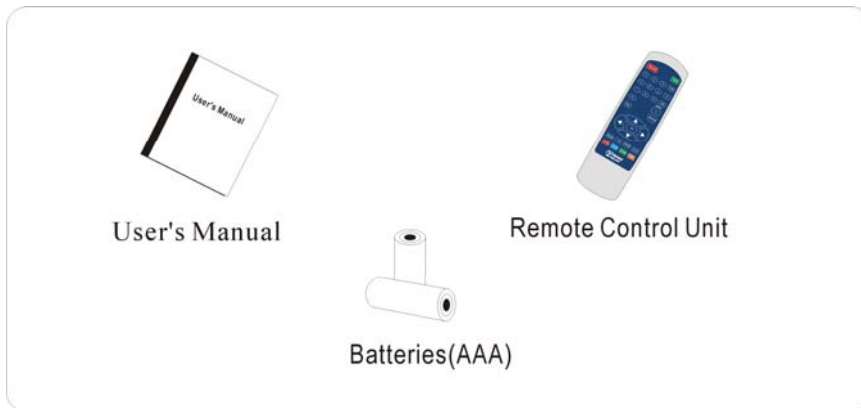 User's Manual
User's Manual
Remote Control Unit
Batteries(AAA)